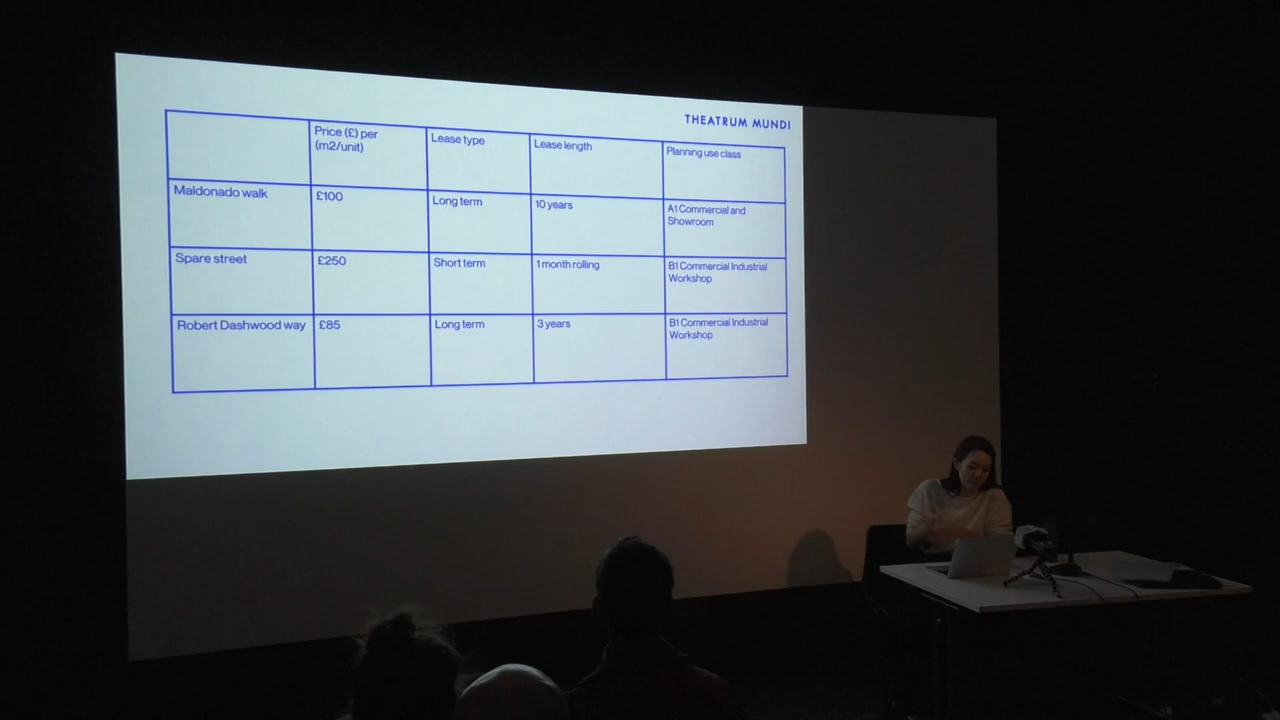 THEATRUM MUNDI
Price (£) per
(m2/unit)
Lease type
Lease length
Planning use class
Maldonado walk
£100
Long term
10 years
A1 Commercial and
Showroom
Spare street
£250
Short term
1 month rolling
B1 Commercial Industrial
Workshop
Robert Dashwood way
£85
Long term
3 years
B1 Commercial Industrial
Workshop